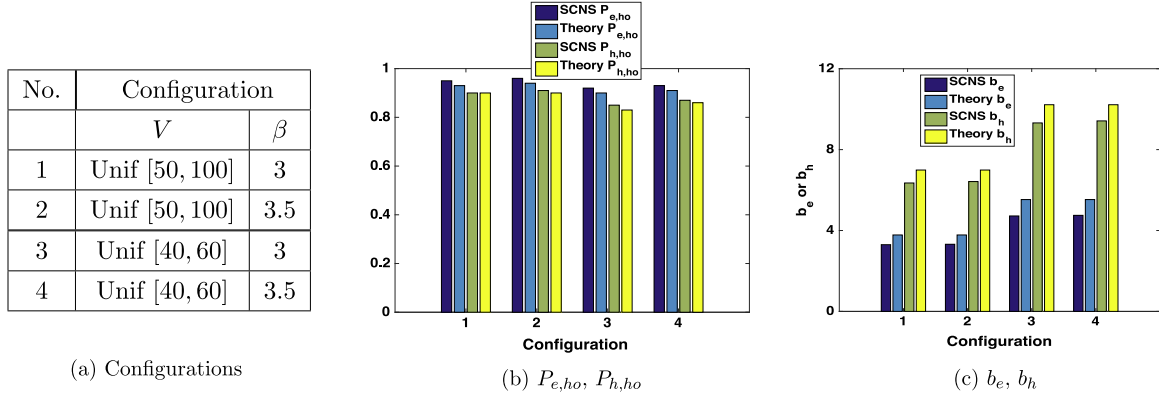 No. Configuration
V β
1 Unif [50, 100] 3
2 Unif [50, 100] 3.5
3 Unif [40, 60] 3
4 Unif [40, 60] 3.5
(a) Configurations
SCNS P_e,ho
Theory P_e,ho
SCNS P_h,ho
Theory P_h,ho
1
0.8
0.6
0.4
0.2
0
1 2 3 4
Configuration
(b) P_e,ho, P_h,ho
SCNS b_e
Theory b_e
SCNS b_h
Theory b_h
12
8
4
0
b_e or b_h
1 2 3 4
Configuration
(c) b_e, b_h